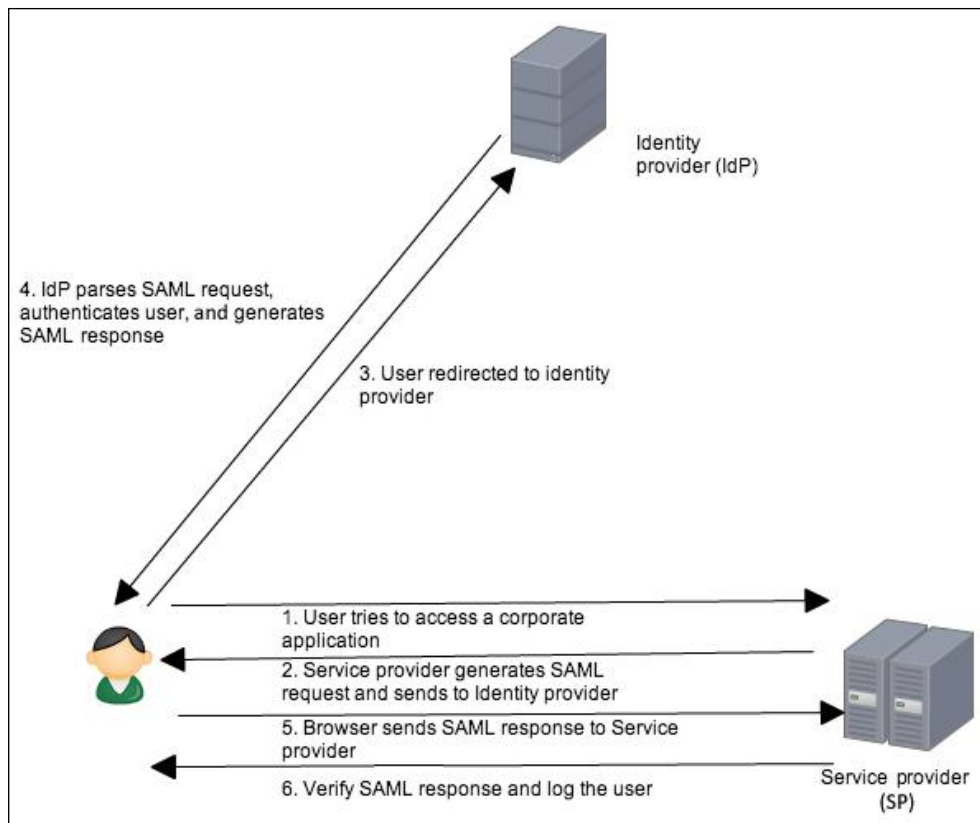 Identity
provider (IdP)
4. IdP parses SAML request,
authenticates user, and generates
SAML response
3. User redirected to identity
provider
1. User tries to access a corporate
application
2. Service provider generates SAML
request and sends to Identity provider
5. Browser sends SAML response to Service
provider
6. Verify SAML response and log the user
Service provider
(SP)